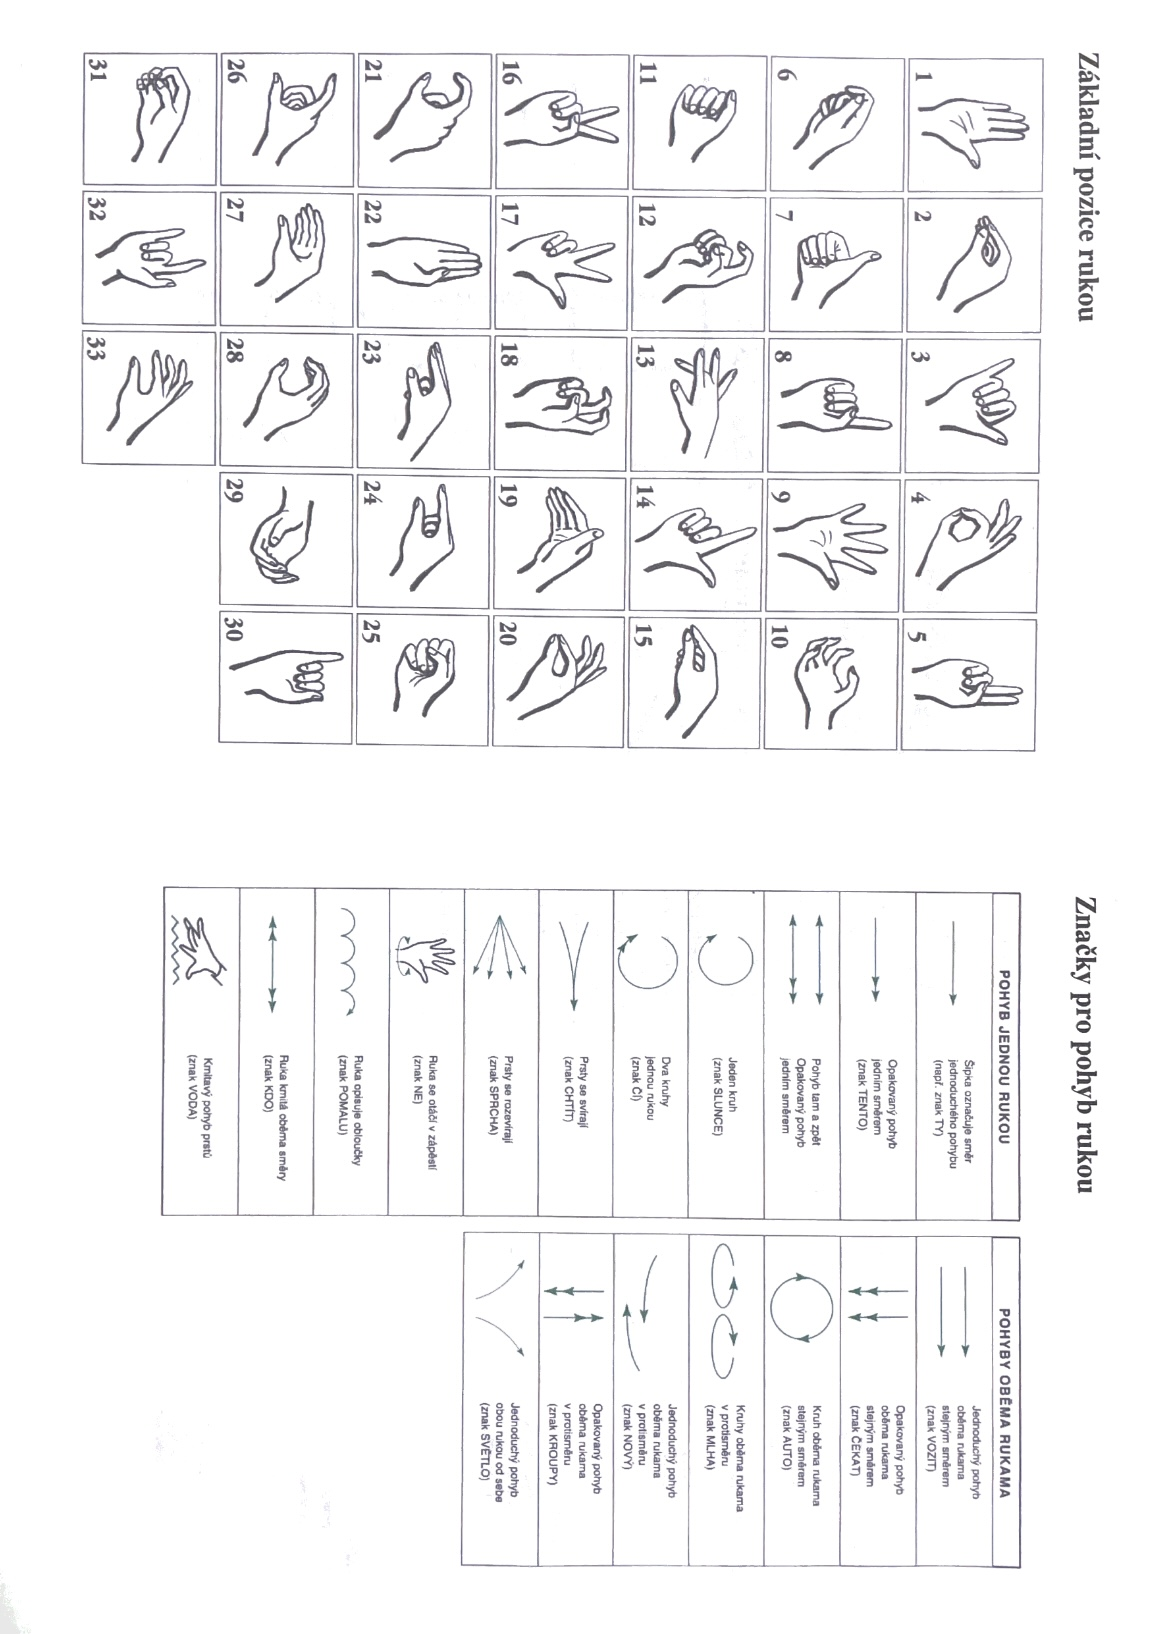 Základní pozice rukou
1
2
3
4
5
6
7
8
9
10
11
12
13
14
15
16
17
18
19
20
21
22
23
24
25
26
27
28
29
30
31
32
33
Značky pro pohyb rukou
POHYB JEDNOU RUKOU
Šipka označuje směr
jednoduchého pohybu
(např. znak TY)
Opakovaný pohyb
jedním směrem
(znak TENTO)
Pohyb tam a zpět
Opakovaný pohyb
jedním směrem
Jeden kruh
(znak SLUNCE)
Dva kruhy
jednou rukou
(znak ČÍ)
Prsty se svírají
(znak CHTÍT)
Prsty se rozevírají
(znak SPRCHA)
Ruka se otáčí v zápěstí
(znak NE)
Ruka opisuje obloučky
(znak POMALU)
Ruka kmitá oběma směry
(znak KDO)
Kmitavý pohyb prstů
(znak VODA)
POHYBY OBĚMA RUKAMA
Jednoduchý pohyb
oběma rukama
stejným směrem
(znak VOZIT)
Opakovaný pohyb
oběma rukama
stejným směrem
(znak ČEKAT)
Kruh oběma rukama
stejným směrem
(znak AUTO)
Kruhy oběma rukama
v protisměru
(znak MLHA)
Jednoduchý pohyb
oběma rukama
v protisměru
(znak NOVÝ)
Opakovaný pohyb
oběma rukama
v protisměru
(znak KROUPY)
Jednoduchý pohyb
obou rukou od sebe
(znak SVĚTLO)